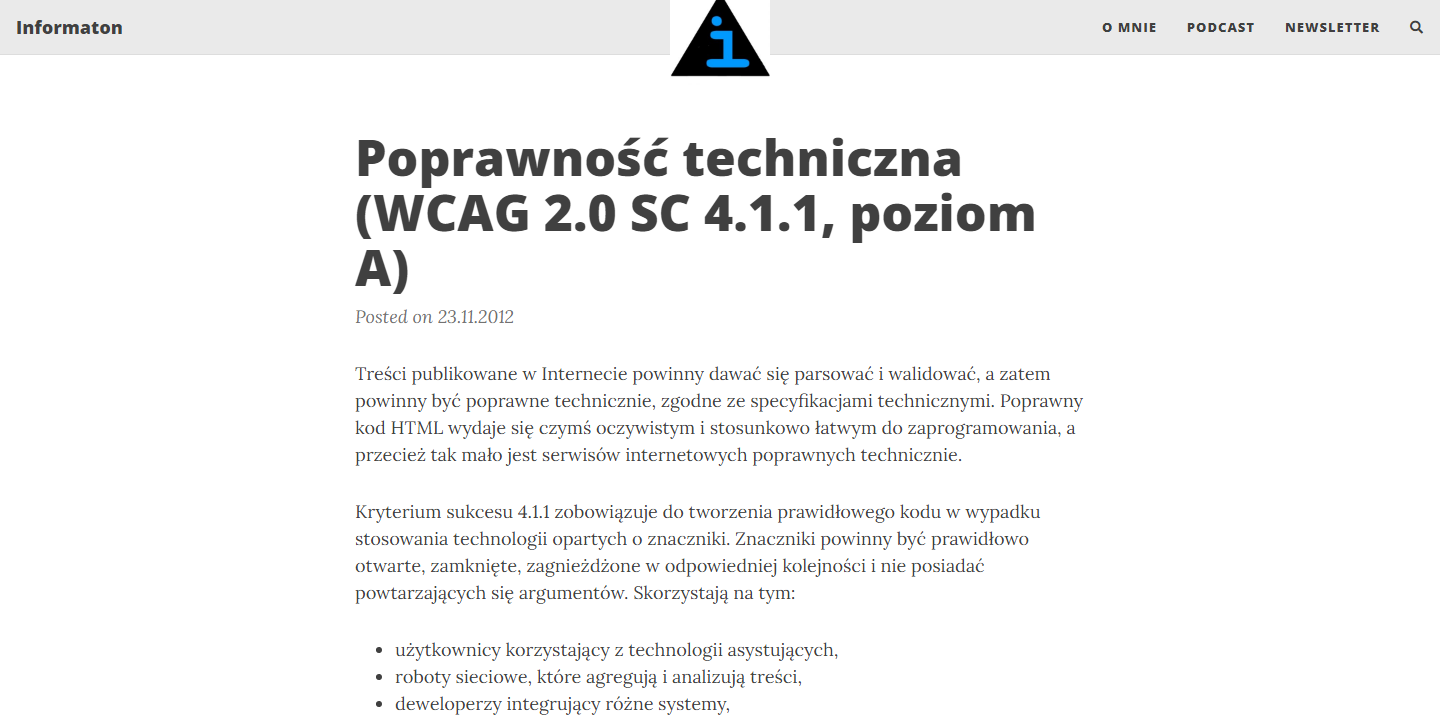 Informaton
i
O MNIE
PODCAST
NEWSLETTER
Poprawność techniczna
(WCAG 2.0 SC 4.1.1, poziom
A)
Posted on 23.11.2012
Treści publikowane w Internecie powinny dawać się parsować i walidować, a zatem
powinny być poprawne technicznie, zgodne ze specyfikacjami technicznymi. Poprawny
kod HTML wydaje się czymś oczywistym i stosunkowo łatwym do zaprogramowania, a
przecież tak mało jest serwisów internetowych poprawnych technicznie.
Kryterium sukcesu 4.1.1 zobowiązuje do tworzenia prawidłowego kodu w wypadku
stosowania technologii opartych o znaczniki. Znaczniki powinny być prawidłowo
otwarte, zamknięte, zagnieżdżone w odpowiedniej kolejności i nie posiadać
powtarzających się argumentów. Skorzystają na tym:
użytkownicy korzystający z technologii asystujących,
roboty sieciowe, które agregują i analizują treści,
deweloperzy integrujący różne systemy,